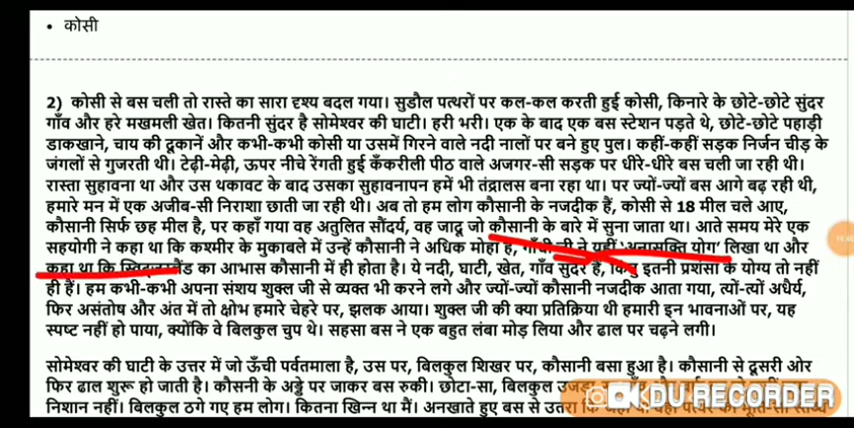 • कोसी
2) कोसी से बस चली तो रास्ते का सारा दृश्य बदल गया। सुडौल पत्थरों पर कल-कल करती हुई कोसी, किनारे के छोटे-छोटे सुंदर
गाँव और हरे मखमली खेत। कितनी सुंदर है सोमेश्वर की घाटी। हरी भरी। एक के बाद एक बस स्टेशन पड़ते थे, छोटे-छोटे पहाड़ी
डाकखाने, चाय की दूकानें और कभी-कभी कोसी या उसमें गिरने वाले नदी नालों पर बने हुए पुल। कहीं-कहीं सड़क निर्जन चीड़ के
जंगलों से गुजरती थी। टेढ़ी-मेढ़ी, ऊपर नीचे रेंगती हुई कँकरीली पीठ वाले अजगर-सी सड़क पर धीरे-धीरे बस चली जा रही थी।
रास्ता सुहावना था और उस थकावट के बाद उसका सुहावनापन हमें भी तंद्रालस बना रहा था। पर ज्यों-ज्यों बस आगे बढ़ रही थी,
हमारे मन में एक अजीब-सी निराशा छाती जा रही थी। अब तो हम लोग कौसानी के नजदीक हैं, कोसी से 18 मील चले आए,
कौसानी सिर्फ छह मील है, पर कहाँ गया वह अतुलित सौंदर्य, वह जादू जो कौसानी के बारे में सुना जाता था। आते समय मेरे एक
सहयोगी ने कहा था कि कश्मीर के मुकाबले में उन्हें कौसानी ने अधिक मोहा है, गाँधी जी ने यहीं 'अनासक्ति योग' लिखा था और
कहा था कि स्विट्जरलैंड का आभास कौसानी में ही होता है। ये नदी, घाटी, खेत, गाँव सुंदर हैं, किंतु इतनी प्रशंसा के योग्य तो नहीं
ही हैं। हम कभी-कभी अपना संशय शुक्ल जी से व्यक्त भी करने लगे और ज्यों-ज्यों कौसानी नजदीक आता गया, त्यों-त्यों अधैर्य,
फिर असंतोष और अंत में तो क्षोभ हमारे चेहरे पर, झलक आया। शुक्ल जी की क्या प्रतिक्रिया थी हमारी इन भावनाओं पर, यह
स्पष्ट नहीं हो पाया, क्योंकि वे बिलकुल चुप थे। सहसा बस ने एक बहुत लंबा मोड़ लिया और ढाल पर चढ़ने लगी।
सोमेश्वर की घाटी के उत्तर में जो ऊँची पर्वतमाला है, उस पर, बिलकुल शिखर पर, कौसानी बसा हुआ है। कौसानी से दूसरी ओर
फिर ढाल शुरू हो जाती है। कौसनी के अड्डे पर जाकर बस रुकी। छोटा-सा, बिलकुल
निशान नहीं। बिलकुल ठगे गए हम लोग। कितना खिन्न था मैं। अनखाते हुए बस से उतरा
DU RECORDER